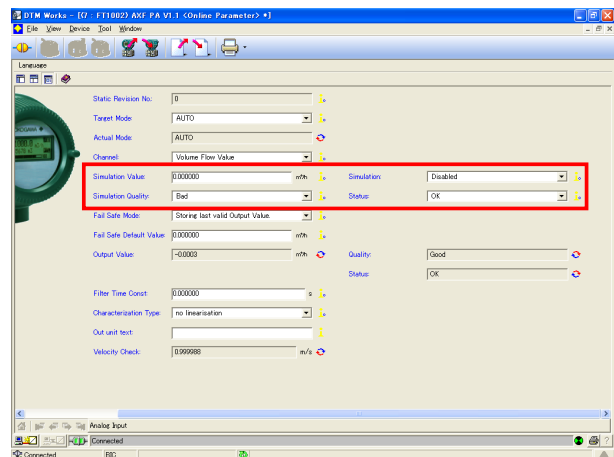 DTM Works - [(7 : FT1002) AXF PA V1.1 <Online Parameter> *]
File View Device Tool Window
Language
Static Revision No.: 0
Target Mode: AUTO
Actual Mode: AUTO
Channel: Volume Flow Value
Simulation Value: 0.000000 m³/h Simulation: Disabled
Simulation Quality: Bad Status: OK
Fail Safe Mode: Storing last valid Output Value.
Fail Safe Default Value: 0.000000 m³/h
Output Value: -0.0003 m³/h Quality: Good
Status: OK
Filter Time Const: 0.000000 s
Characterization Type: no linearisation
Out unit text:
Velocity Check: 0.999988 m/s
Analog Input
Connected
Connected